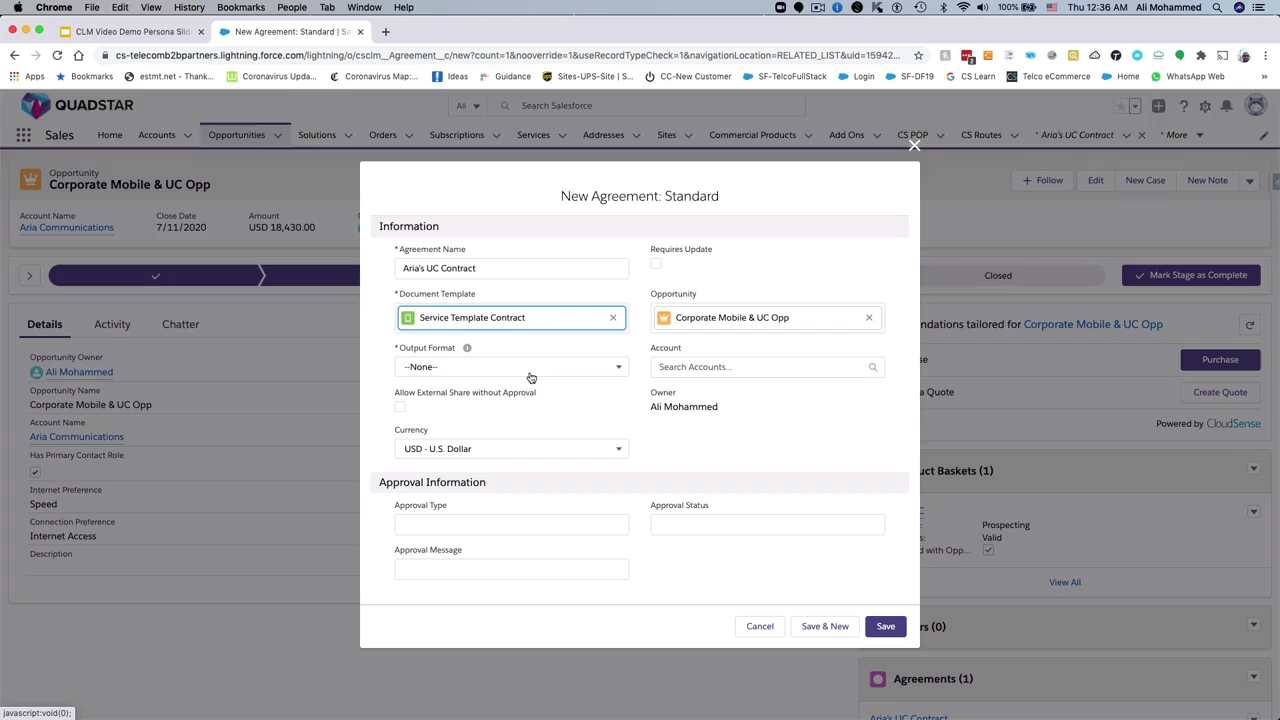 Chrome File Edit View History Bookmarks People Tab Window Help 100% Thu 12:36 AM Ali Mohammed
CLM Video Demo Persona Slid New Agreement: Standard | Sa
cs-telecomb2bpartners.lightning.force.com/lightning/o/csclm__Agreement__c/new?count=1&nooverride=1&useRecordTypeCheck=1&navigationLocation=RELATED_LIST&uid=15942...
Apps Bookmarks estmt.net - Thank... Coronavirus Upda... Coronavirus Map:... Ideas Guidance Sites-UPS-Site | S... CC-New Customer SF-TelcoFullStack Login SF-DF19 CS Learn Telco eCommerce Home WhatsApp Web
QUADSTAR All Search Salesforce
Sales Home Accounts Opportunities Solutions Orders Subscriptions Services Addresses Sites Commercial Products Add Ons CS POP CS Routes * Aria's UC Contract * More
Opportunity
Corporate Mobile & UC Opp
+ Follow Edit New Case New Note
Account Name Close Date Amount
Aria Communications 7/11/2020 USD 18,430.00
Closed Mark Stage as Complete
Details Activity Chatter
Opportunity Owner
Ali Mohammed
Opportunity Name
Corporate Mobile & UC Opp
Account Name
Aria Communications
Has Primary Contact Role
Internet Preference
Speed
Connection Preference
Internet Access
Description
New Agreement: Standard
Information
*Agreement Name Requires Update
Aria's UC Contract
*Document Template Opportunity
Service Template Contract Corporate Mobile & UC Opp
*Output Format Account
--None-- Search Accounts...
Allow External Share without Approval Owner
Ali Mohammed
Currency
USD - U.S. Dollar
Approval Information
Approval Type Approval Status
Approval Message
Cancel Save & New Save
ndations tailored for Corporate Mobile & UC Opp
se Purchase
e Create Quote
Powered by CloudSense
uct Baskets (1)
C
Prospecting
s: Valid
d with Opp...
View All
rs (0)
Agreements (1)
Aria's UC Contract
javascript:void(0);